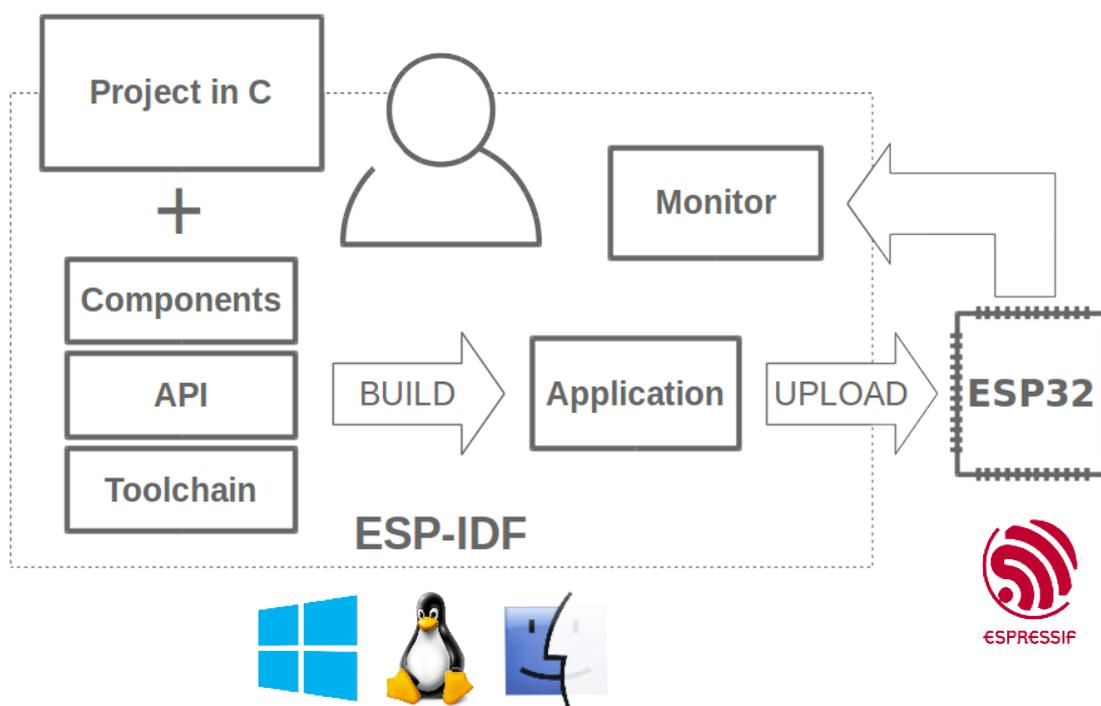 Project in C
+
Components
API
Toolchain
BUILD
Application
UPLOAD
Monitor
ESP32
ESP-IDF
ESPRESSIF